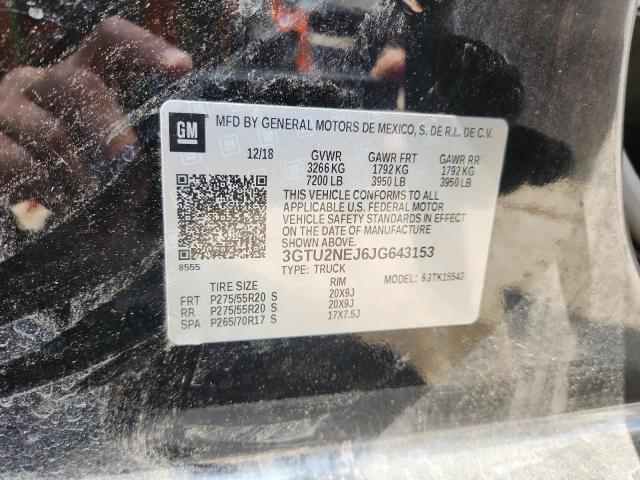 GM MFD BY GENERAL MOTORS DE MEXICO, S. DE R.L. DE C.V.
12/18 GVWR GAWR FRT GAWR RR
3266 KG 1792 KG 1792 KG
7200 LB 3950 LB 3950 LB
THIS VEHICLE CONFORMS TO ALL
APPLICABLE U.S. FEDERAL MOTOR
VEHICLE SAFETY STANDARDS IN EFFECT
ON THE DATE OF MANUFACTURE
SHOWN ABOVE.
8555 3GTU2NEJ6JG643153
TYPE: TRUCK MODEL:
TIRE SIZE RIM
FRT P275/55R20 S 20X9J
RR P275/55R20 S 20X9J
SPA P265/70R17 S 17X7.5J